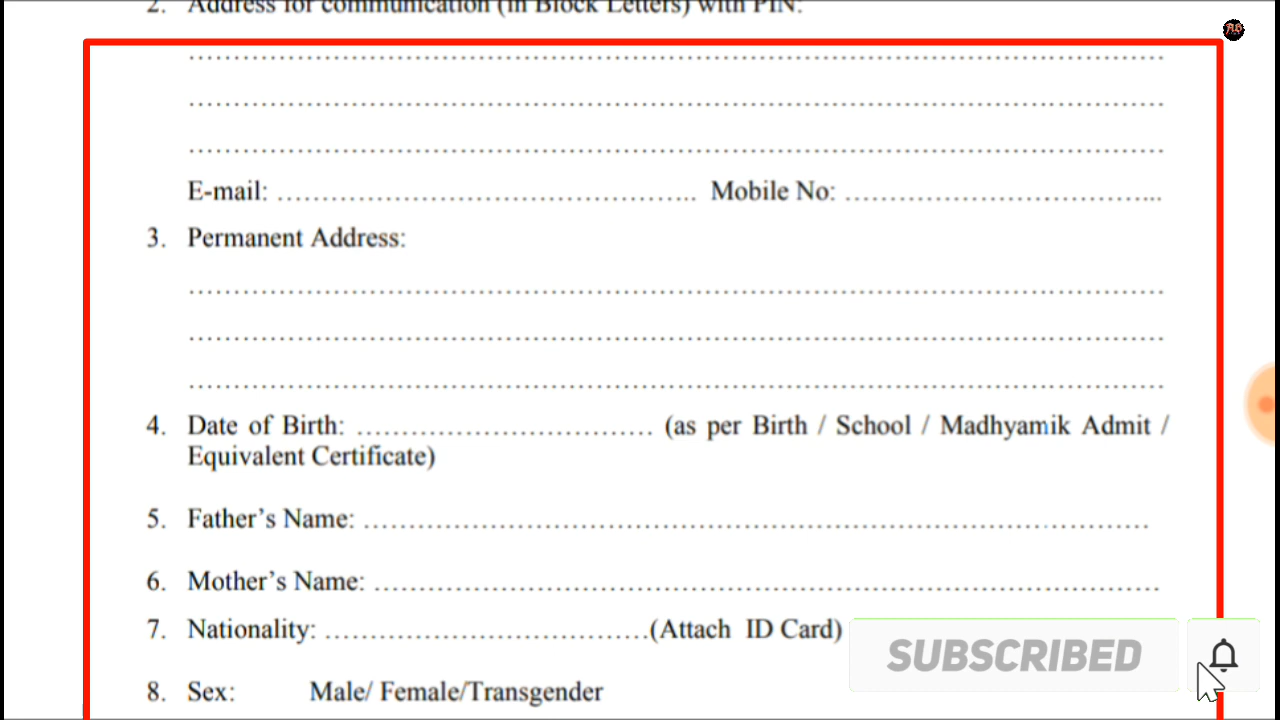 2. Address for communication (in Block Letters) with PIN:
................................................................................
................................................................................
................................................................................
E-mail: ................................................ Mobile No: ....................................
3. Permanent Address:
................................................................................
................................................................................
................................................................................
4. Date of Birth: ................................. (as per Birth / School / Madhyamik Admit /
Equivalent Certificate)
5. Father's Name: ................................................................................
6. Mother's Name: ................................................................................
7. Nationality: ....................................(Attach ID Card)
SUBSCRIBED
8. Sex: Male/ Female/Transgender